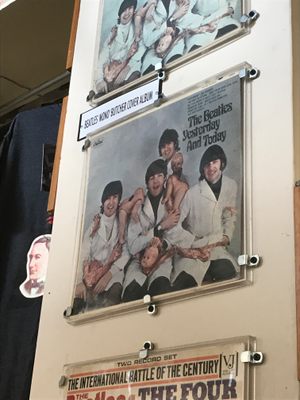 BEATLES 'MONO' BUTCHER COVER ALBUM
The Beatles
Yesterday
And Today
TWO RECORD SET
THE INTERNATIONAL BATTLE OF THE CENTURY
VJ
THE
THE FOUR